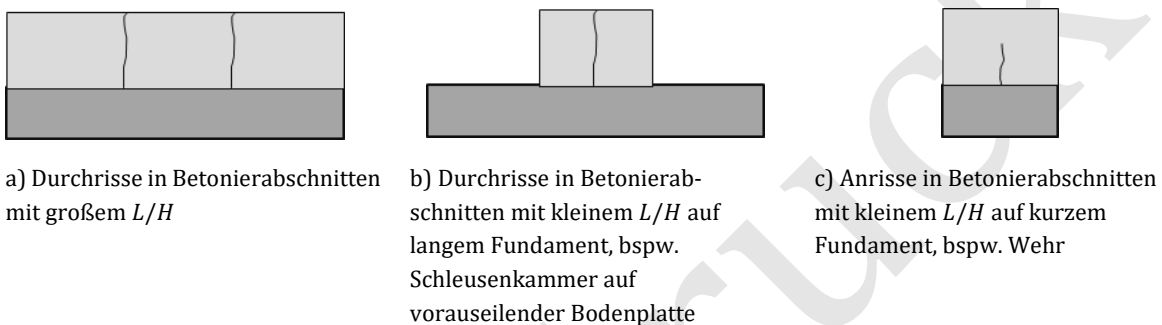 a) Durchrisse in Betonierabschnitten
mit großem L/H
b) Durchrisse in Betonierab-
schnitten mit kleinem L/H auf
langem Fundament, bspw.
Schleusenkammer auf
vorauseilender Bodenplatte
c) Anrisse in Betonierabschnitten
mit kleinem L/H auf kurzem
Fundament, bspw. Wehr